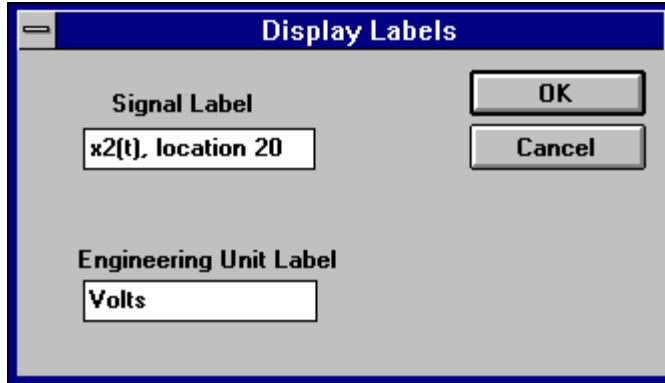 Display Labels
Signal Label
x2(t), location 20
OK
Cancel
Engineering Unit Label
Volts